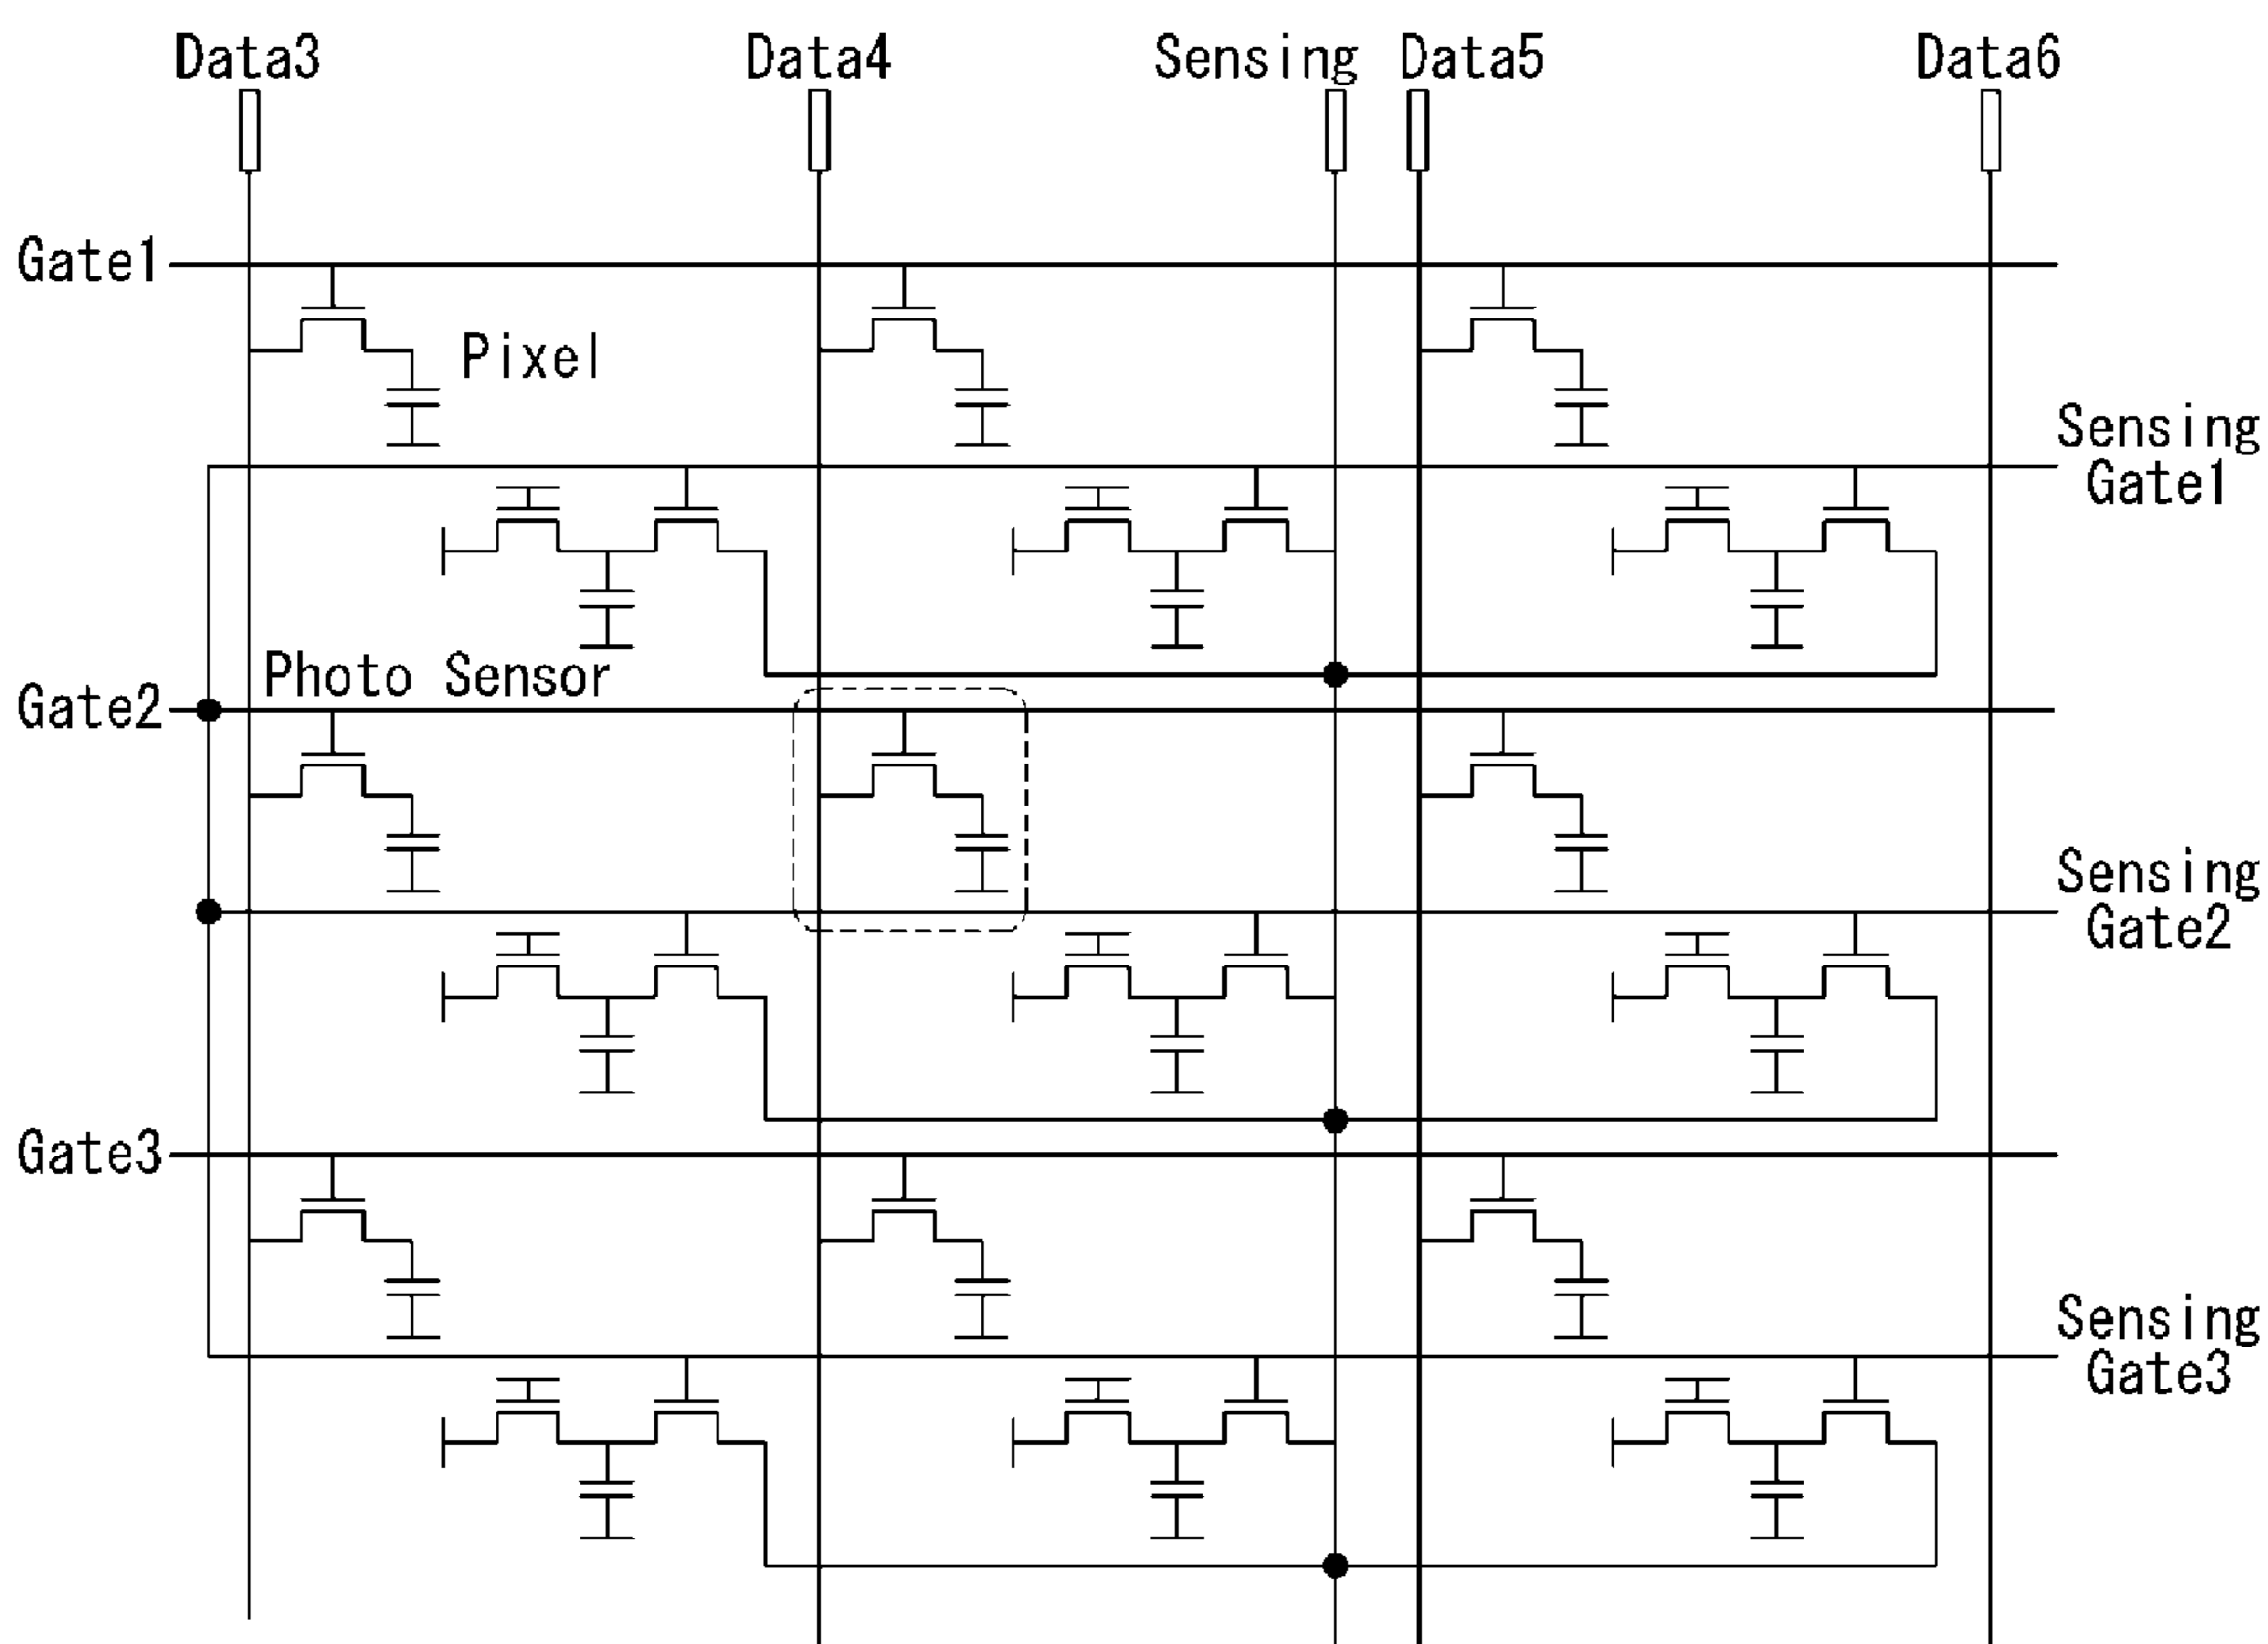 Data3
Data4
Sensing
Data5
Data6
Gate1
Pixel
Sensing
Gate1
Photo Sensor
Gate2
Sensing
Gate2
Gate3
Sensing
Gate3